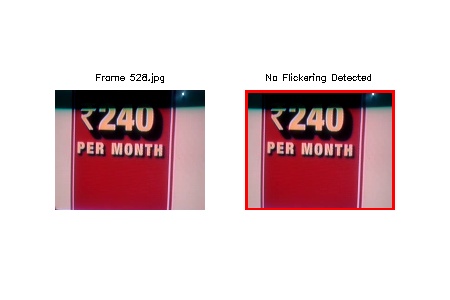 Frame 528.jpg
No Flickering Detected
₹240
PER MONTH
₹240
PER MONTH